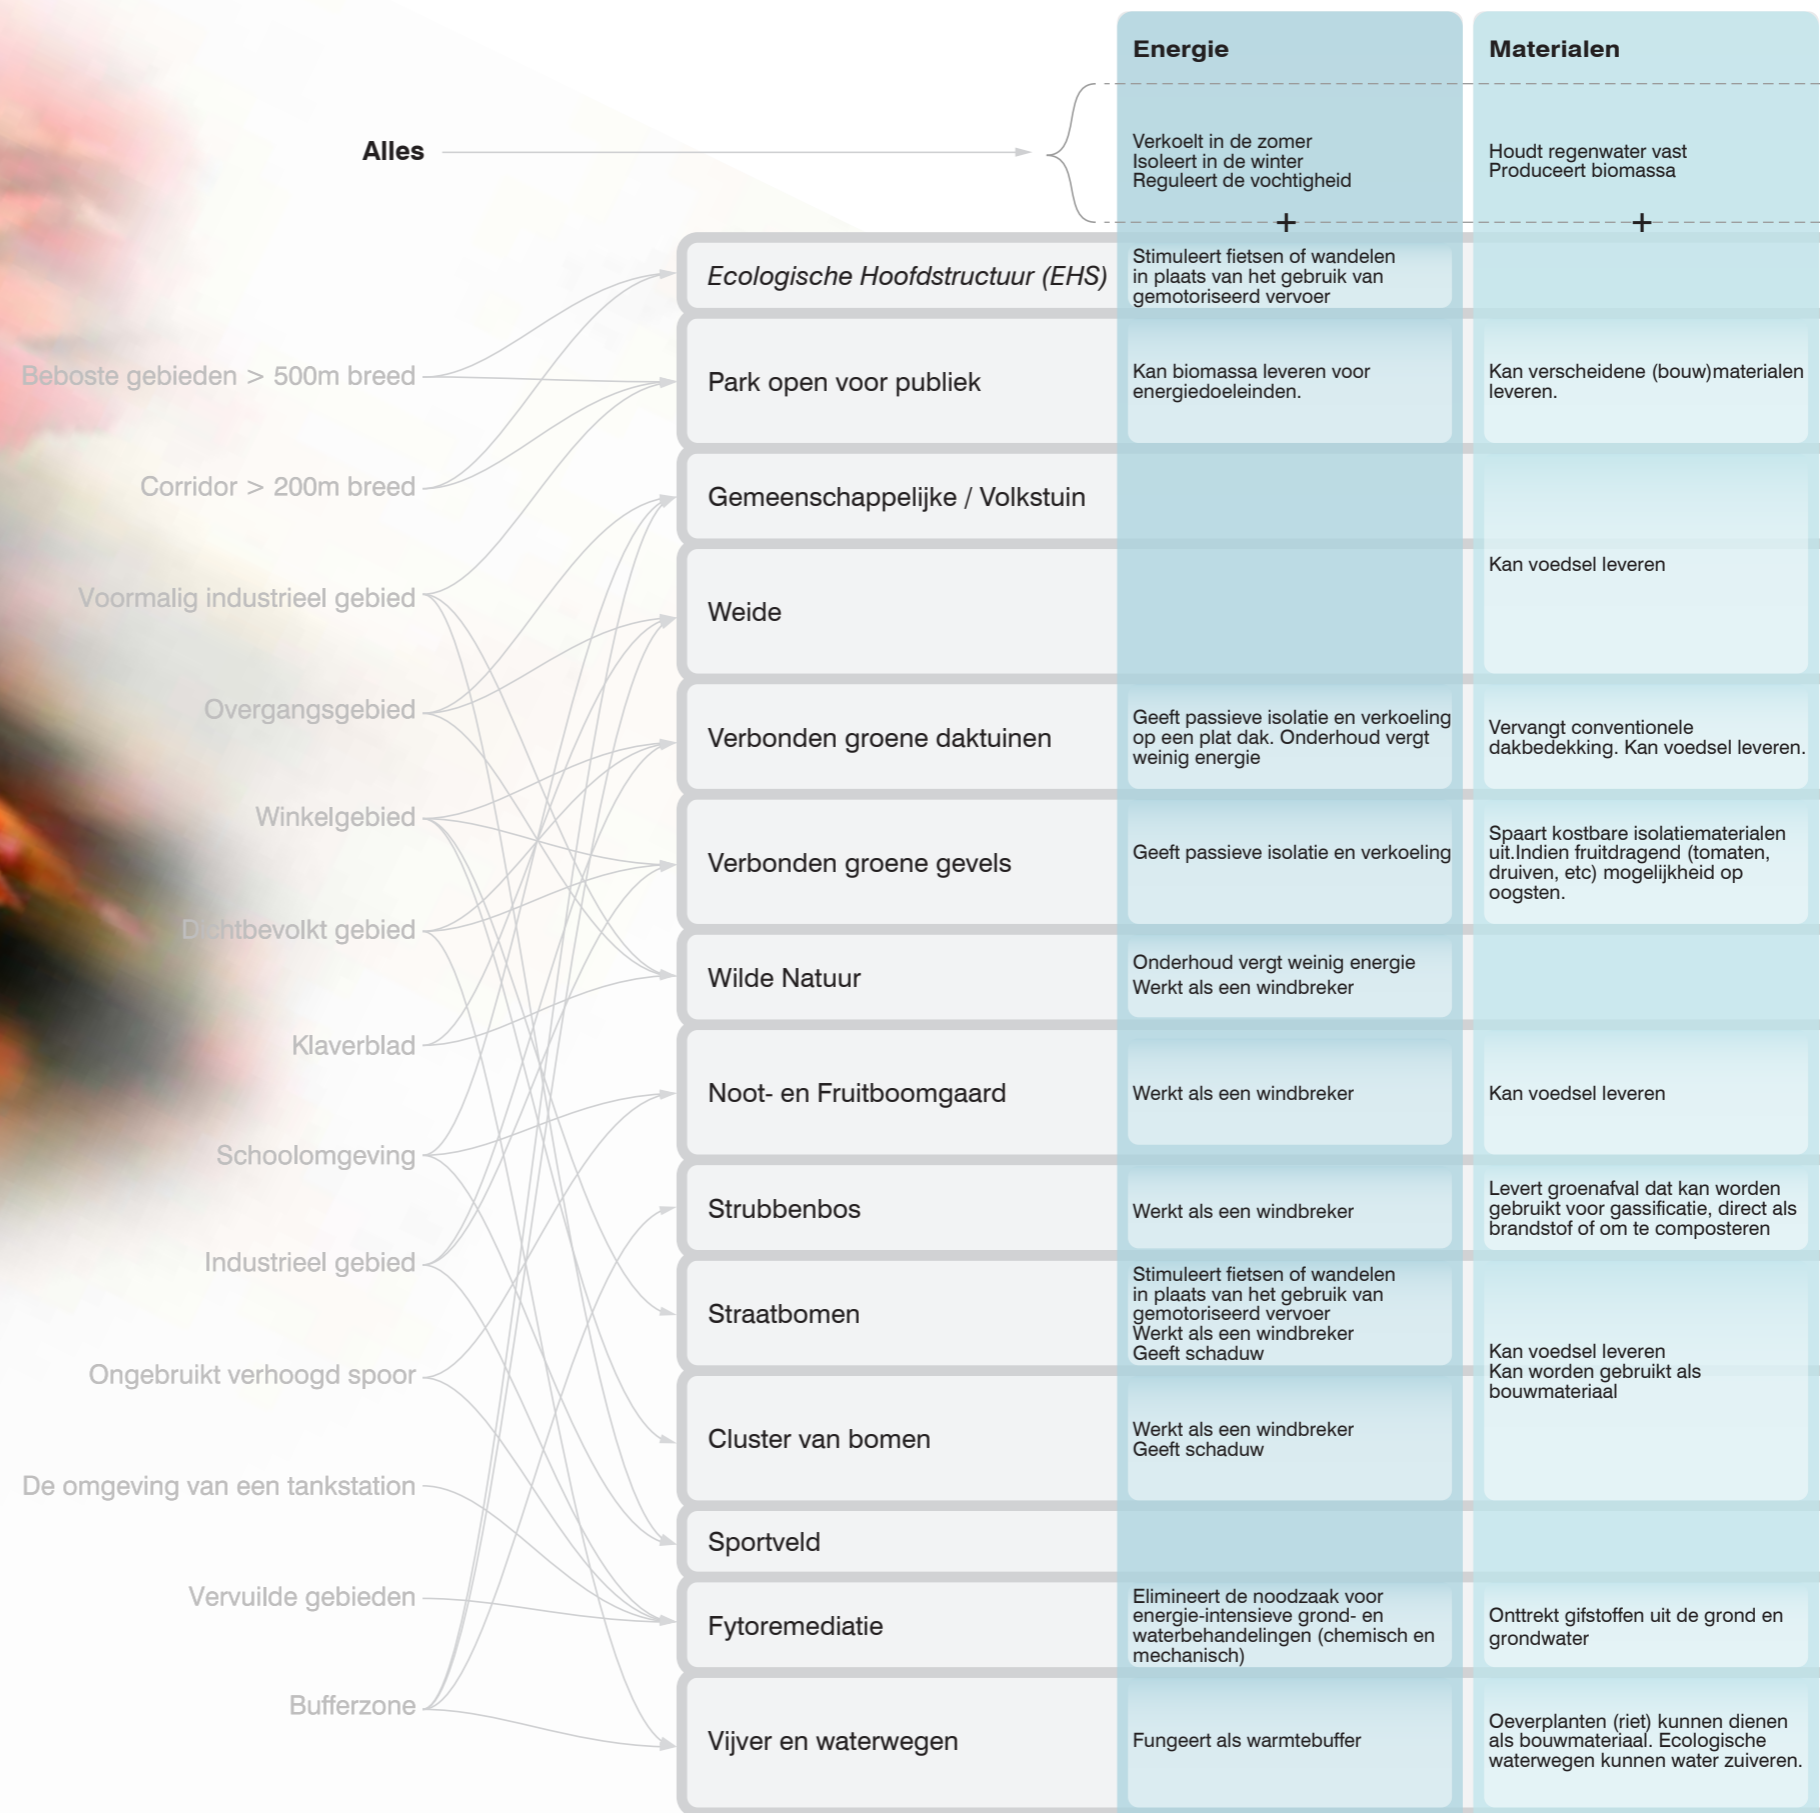 Energie
Materialen
Alles
Verkoelt in de zomer
Isoleert in de winter
Reguleert de vochtigheid
Houdt regenwater vast
Produceert biomassa
+
+
Beboste gebieden > 500m breed
Corridor > 200m breed
Voormalig industrieel gebied
Overgangsgebied
Winkelgebied
Dichtbevolkt gebied
Klaverblad
Schoolomgeving
Industrieel gebied
Ongebruikt verhoogd spoor
De omgeving van een tankstation
Vervuilde gebieden
Bufferzone
Ecologische Hoofdstructuur (EHS)
Stimuleert fietsen of wandelen
in plaats van het gebruik van
gemotoriseerd vervoer
Park open voor publiek
Kan biomassa leveren voor
energiedoeleinden.
Kan verscheidene (bouw)materialen
leveren.
Gemeenschappelijke / Volkstuin
Weide
Kan voedsel leveren
Verbonden groene daktuinen
Geeft passieve isolatie en verkoeling
op een plat dak. Onderhoud vergt
weinig energie
Vervangt conventionele
dakbedekking. Kan voedsel leveren.
Verbonden groene gevels
Geeft passieve isolatie en verkoeling
Spaart kostbare isolatiematerialen
uit.Indien fruitdragend (tomaten,
druiven, etc) mogelijkheid op
oogsten.
Wilde Natuur
Onderhoud vergt weinig energie
Werkt als een windbreker
Noot- en Fruitboomgaard
Werkt als een windbreker
Kan voedsel leveren
Strubbenbos
Werkt als een windbreker
Levert groenafval dat kan worden
gebruikt voor gassificatie, direct als
brandstof of om te composteren
Straatbomen
Stimuleert fietsen of wandelen
in plaats van het gebruik van
gemotoriseerd vervoer
Werkt als een windbreker
Geeft schaduw
Kan voedsel leveren
Kan worden gebruikt als
bouwmateriaal
Cluster van bomen
Werkt als een windbreker
Geeft schaduw
Sportveld
Fytoremediatie
Elimineert de noodzaak voor
energie-intensieve grond- en
waterbehandelingen (chemisch en
mechanisch)
Onttrekt gifstoffen uit de grond en
grondwater
Vijver en waterwegen
Fungeert als warmtebuffer
Oeverplanten (riet) kunnen dienen
als bouwmateriaal. Ecologische
waterwegen kunnen water zuiveren.